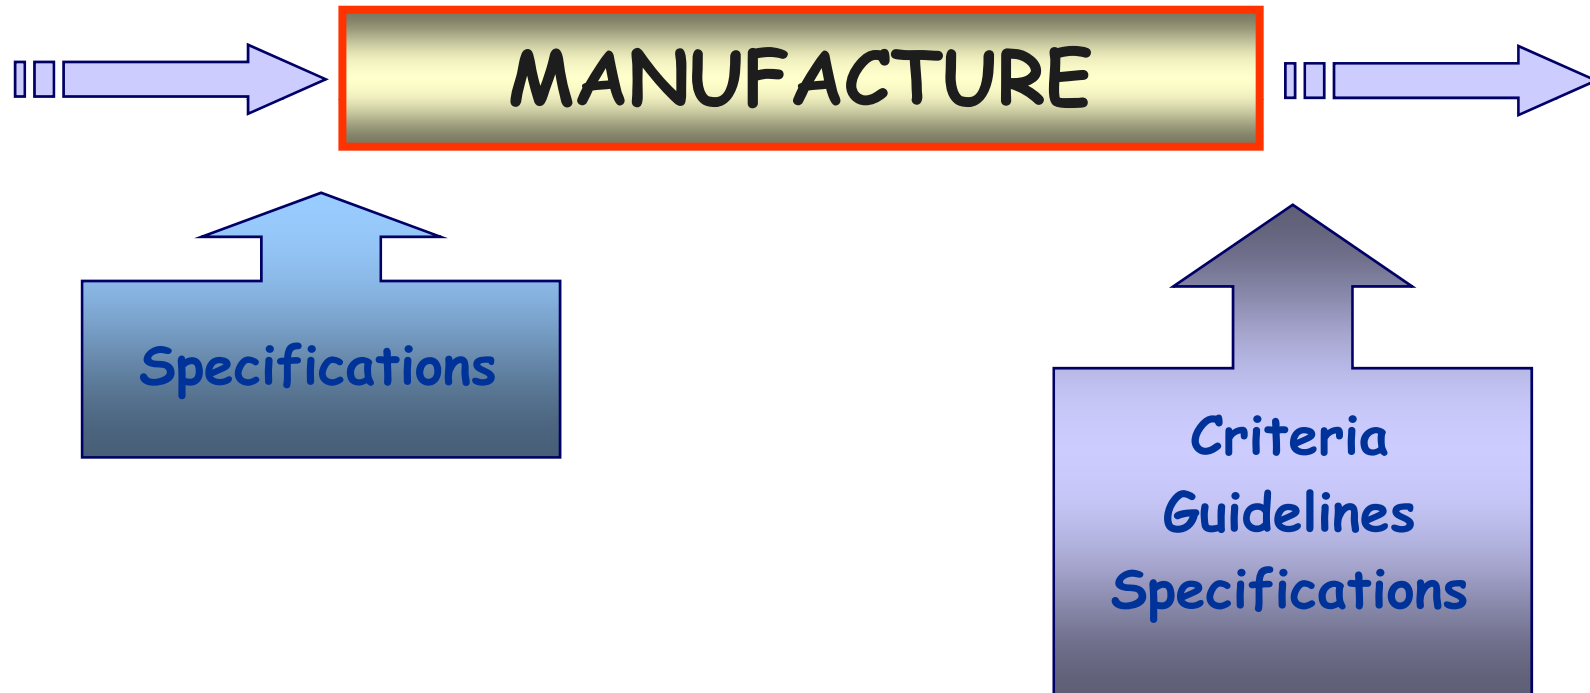 MANUFACTURE
Specifications
Criteria
Guidelines
Specifications